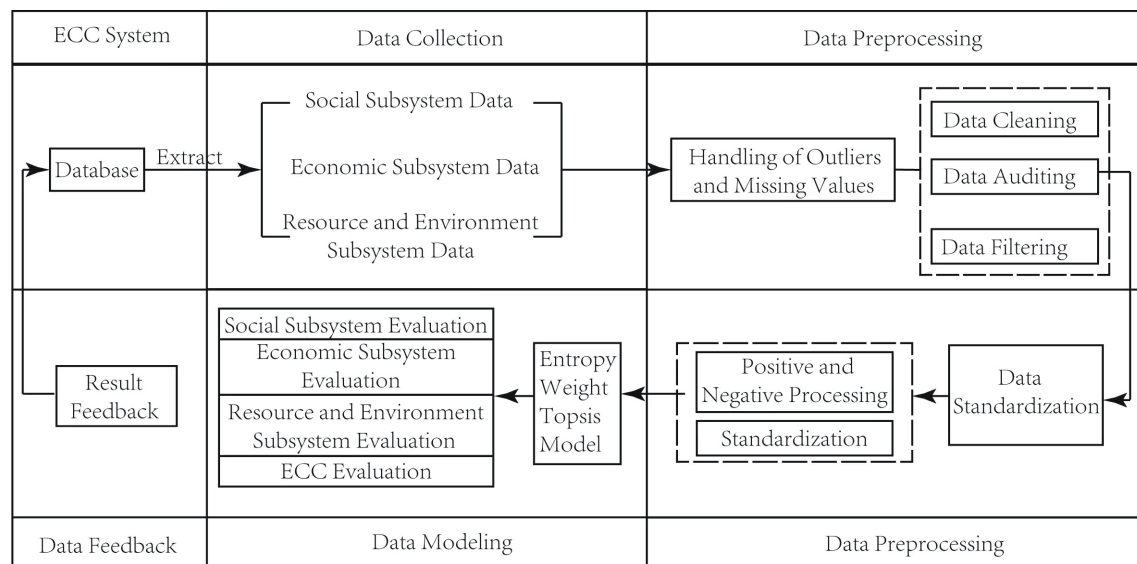 ECC System
Data Collection
Data Preprocessing
Database
Extract
Social Subsystem Data
Economic Subsystem Data
Resource and Environment
Subsystem Data
Handling of Outliers
and Missing Values
Data Cleaning
Data Auditing
Data Filtering
Result
Feedback
Social Subsystem Evaluation
Economic Subsystem
Evaluation
Resource and Environment
Subsystem Evaluation
ECC Evaluation
Entropy
Weight
Topsis
Model
Positive and
Negative Processing
Standardization
Data
Standardization
Data Feedback
Data Modeling
Data Preprocessing